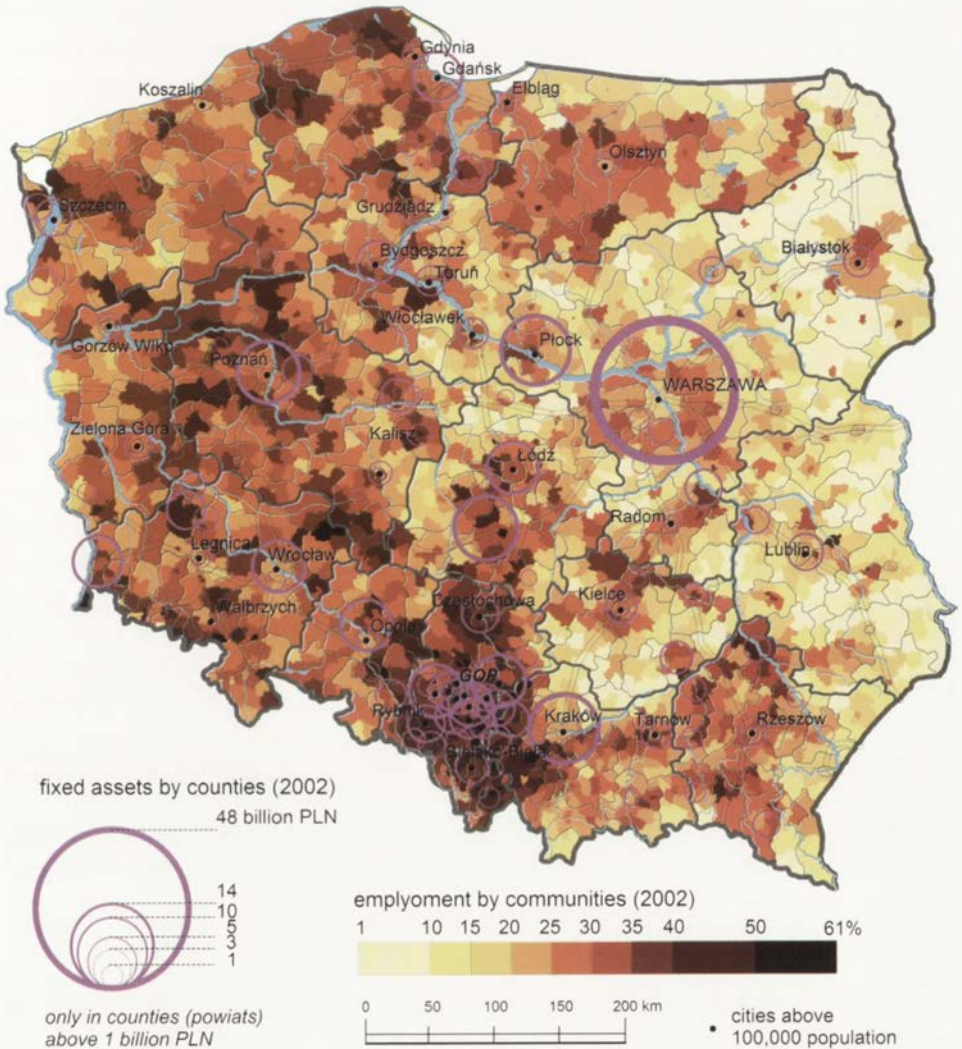 Gdynia
Gdańsk
Koszalin
Elbląg
Olsztyn
Szczecin
Grudziądz
Białystok
Bydgoszcz
Toruń
Włocławek
Gorzów Wlkp
Płock
Poznań
WARSZAWA
Zielona Góra
Kalisz
Łódź
Radom
Legnica
Wrocław
Lublin
Wałbrzych
Częstochowa
Kielce
Opole
GOP
Rybnik
Kraków
Tarnów
Rzeszów
Bielsko-Biała
fixed assets by counties (2002)
48 billion PLN
14
10
5
3
1
only in counties (powiats)
above 1 billion PLN
emplyoment by communities (2002)
1 10 15 20 25 30 35 40 50 61%
0 50 100 150 200 km
cities above
100,000 population